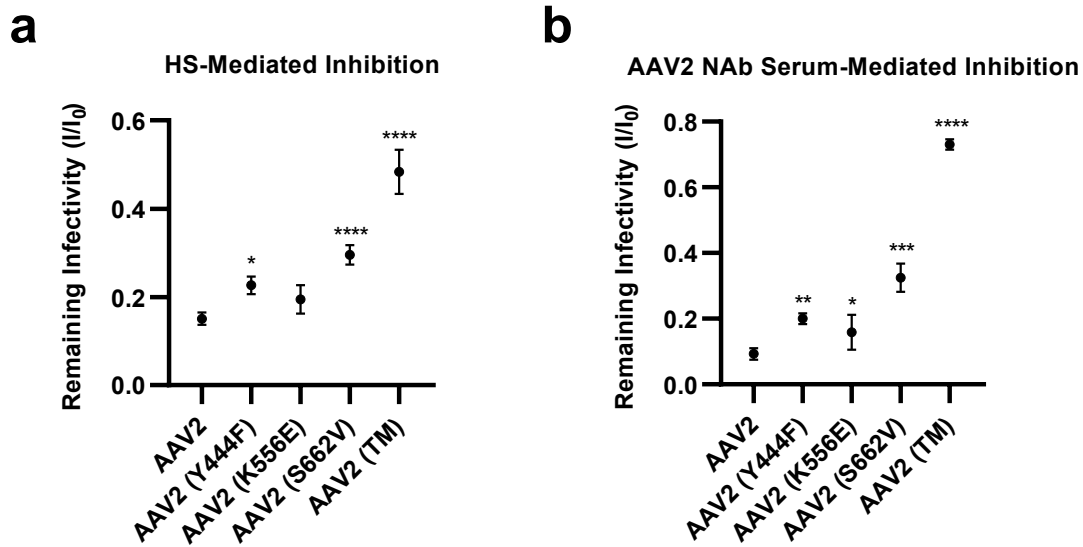 a
HS-Mediated Inhibition
Remaining Infectivity (I/I0)
0.6
0.4
0.2
0.0
*
****
****
AAV2
AAV2 (Y444F)
AAV2 (K556E)
AAV2 (S662V)
AAV2 (TM)
b
AAV2 NAb Serum-Mediated Inhibition
Remaining Infectivity (I/I0)
0.8
0.6
0.4
0.2
0.0
**
*
***
****
AAV2
AAV2 (Y444F)
AAV2 (K556E)
AAV2 (S662V)
AAV2 (TM)